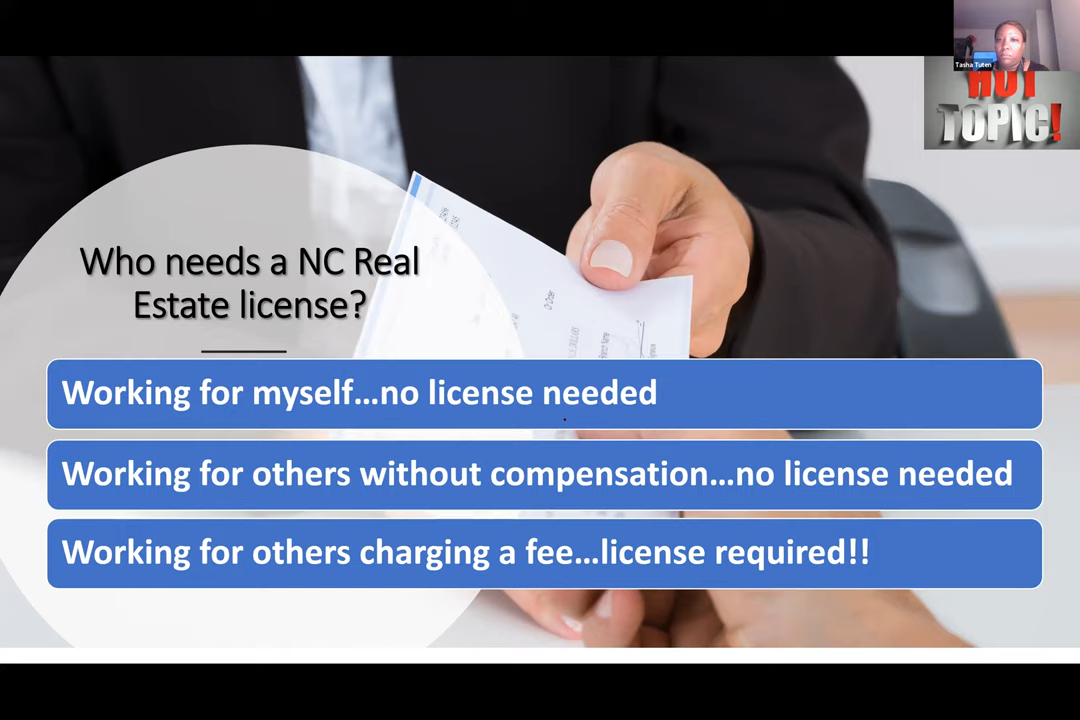 Tasha Tuten
HOT
TOPIC!
Who needs a NC Real
Estate license?
Working for myself...no license needed
Working for others without compensation...no license needed
Working for others charging a fee...license required!!